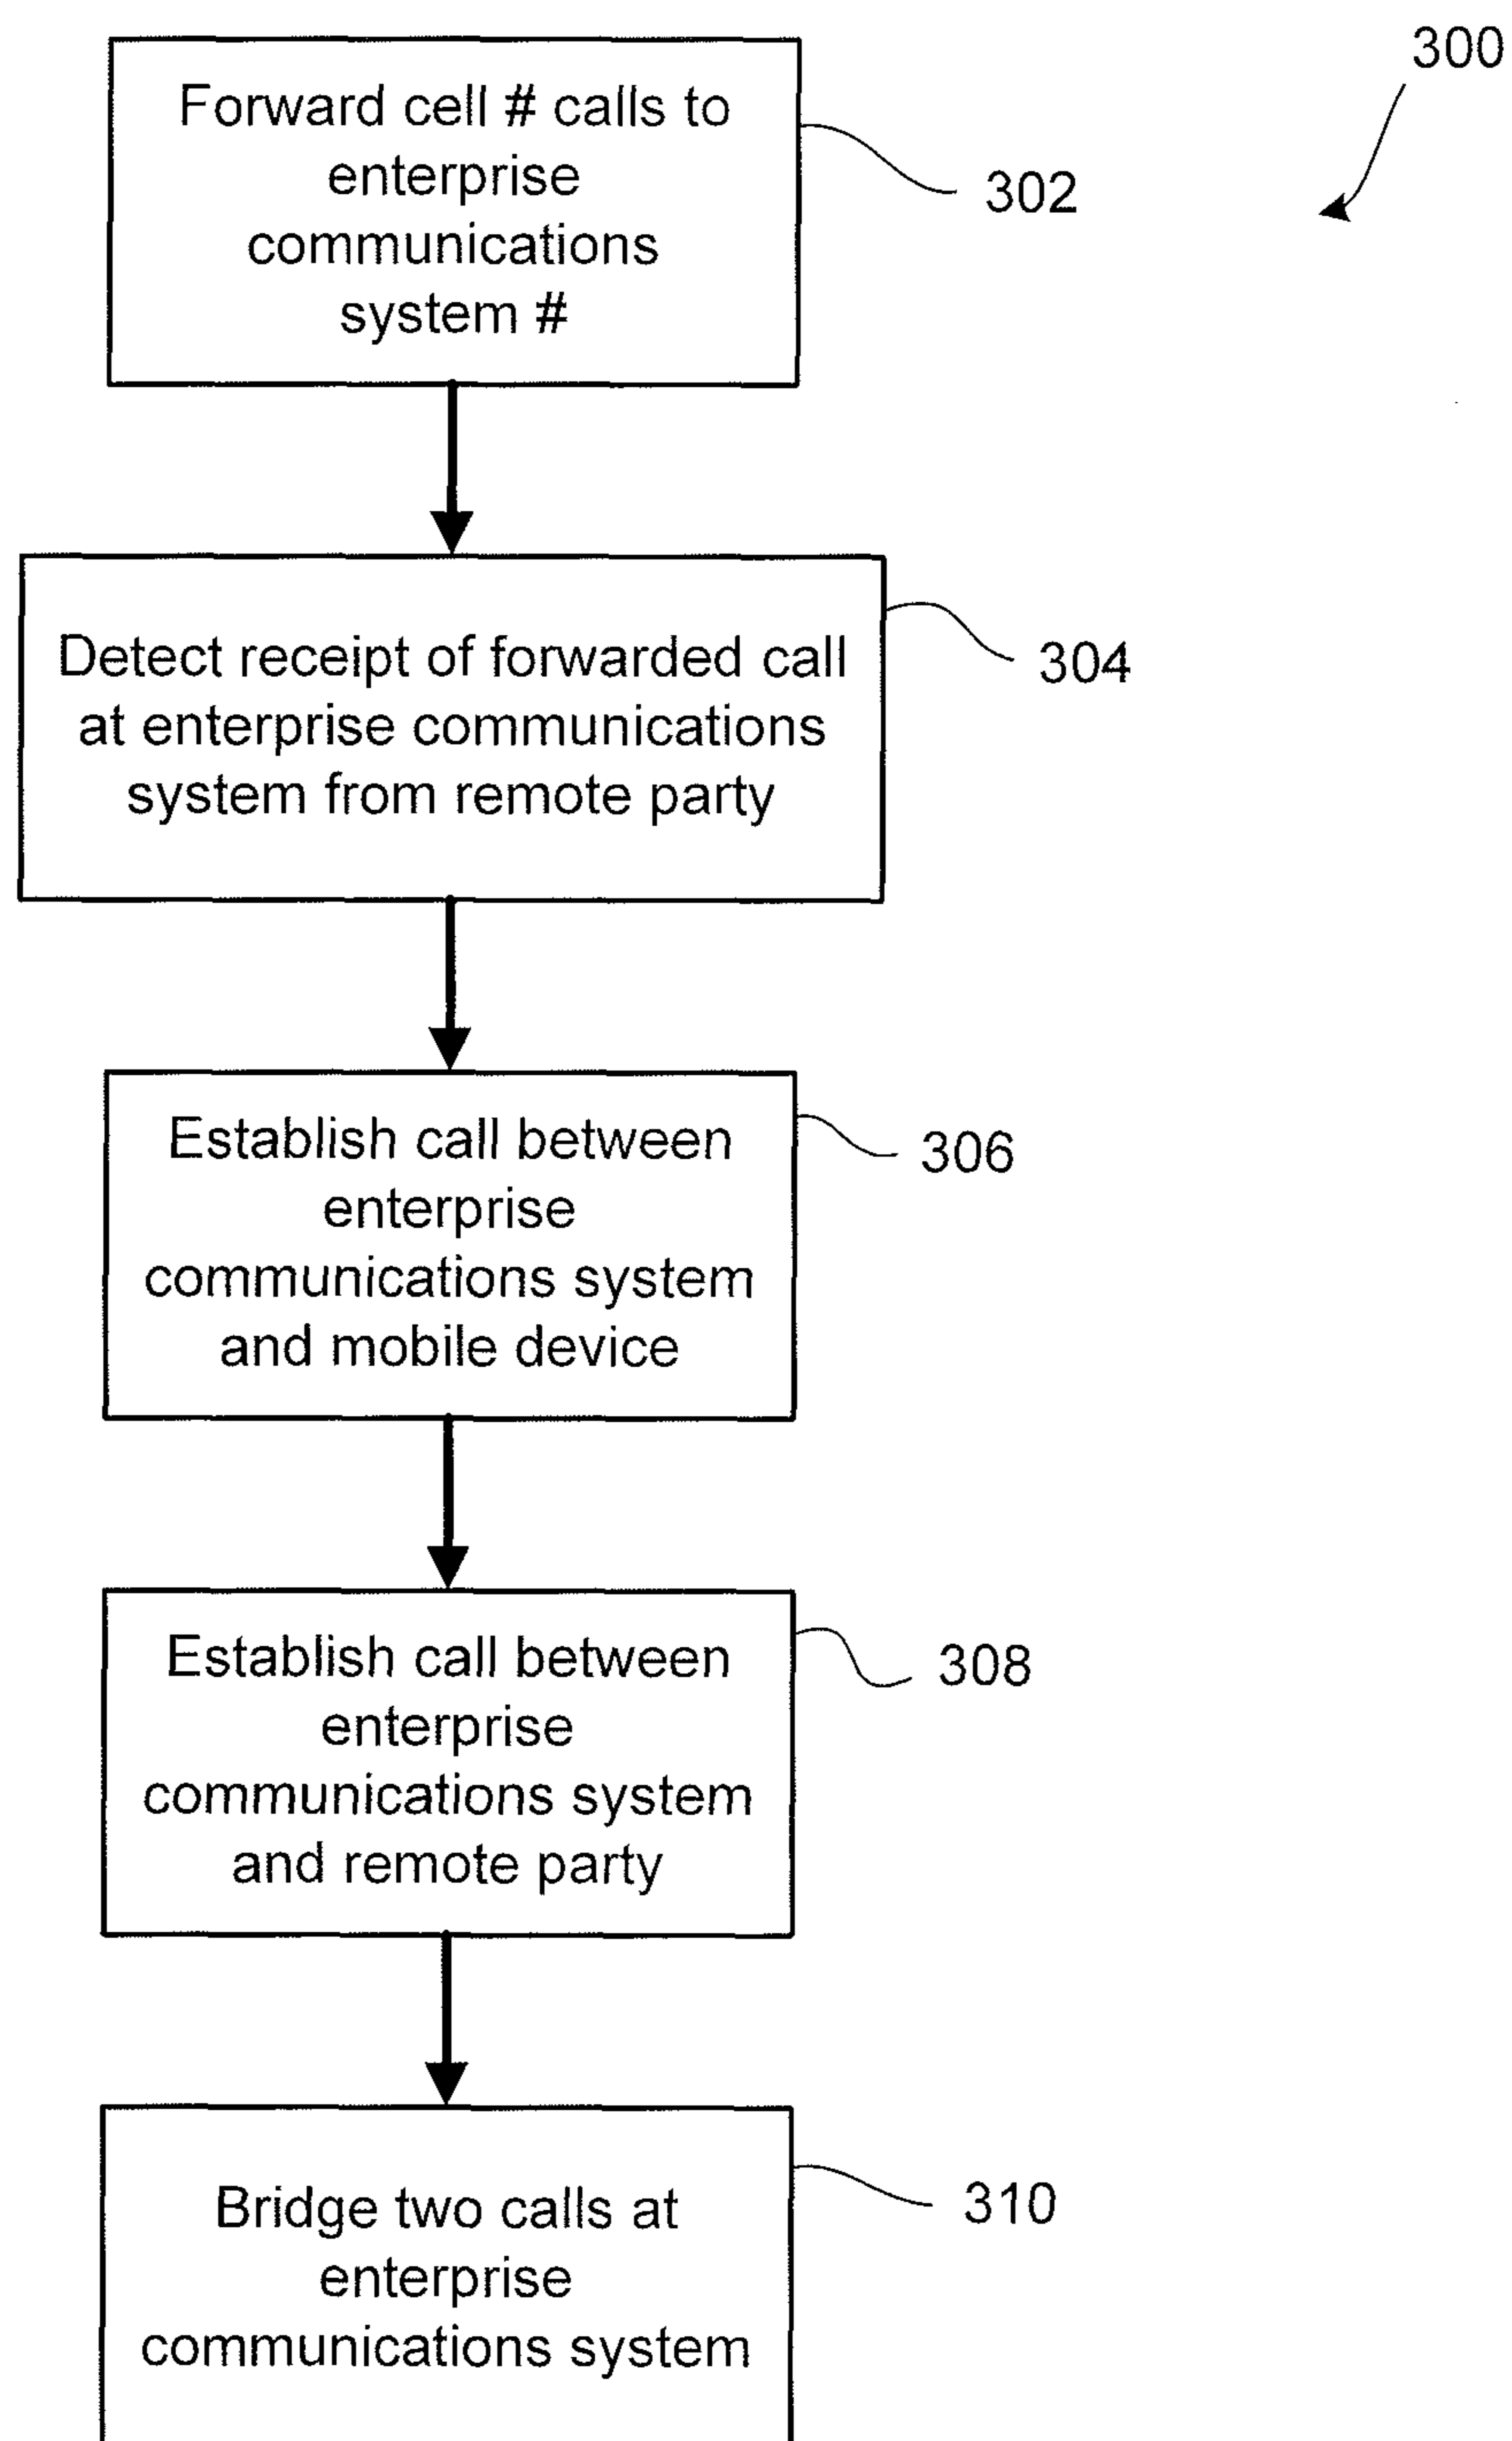 300
Forward cell # calls to
enterprise
communications
system #
302
Detect receipt of forwarded call
at enterprise communications
system from remote party
304
Establish call between
enterprise
communications system
and mobile device
306
Establish call between
enterprise
communications system
and remote party
308
Bridge two calls at
enterprise
communications system
310